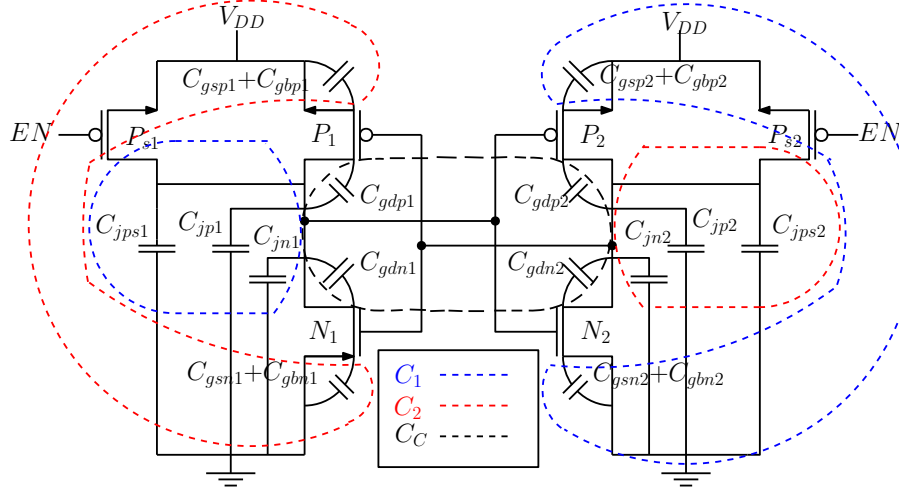 V_{DD} V_{DD}
C_{gsp1}+C_{gbp1} C_{gsp2}+C_{gbp2}
EN P_{s1} P_1 P_2 P_{s2} EN
C_{gdp1} C_{gdp2}
C_{jps1} C_{jp1} C_{jn1} C_{jn2} C_{jp2} C_{jps2}
C_{gdn1} C_{gdn2}
N_1 N_2
C_{gsn1}+C_{gbn1} C_{gsn2}+C_{gbn2}
C_1
C_2
C_C